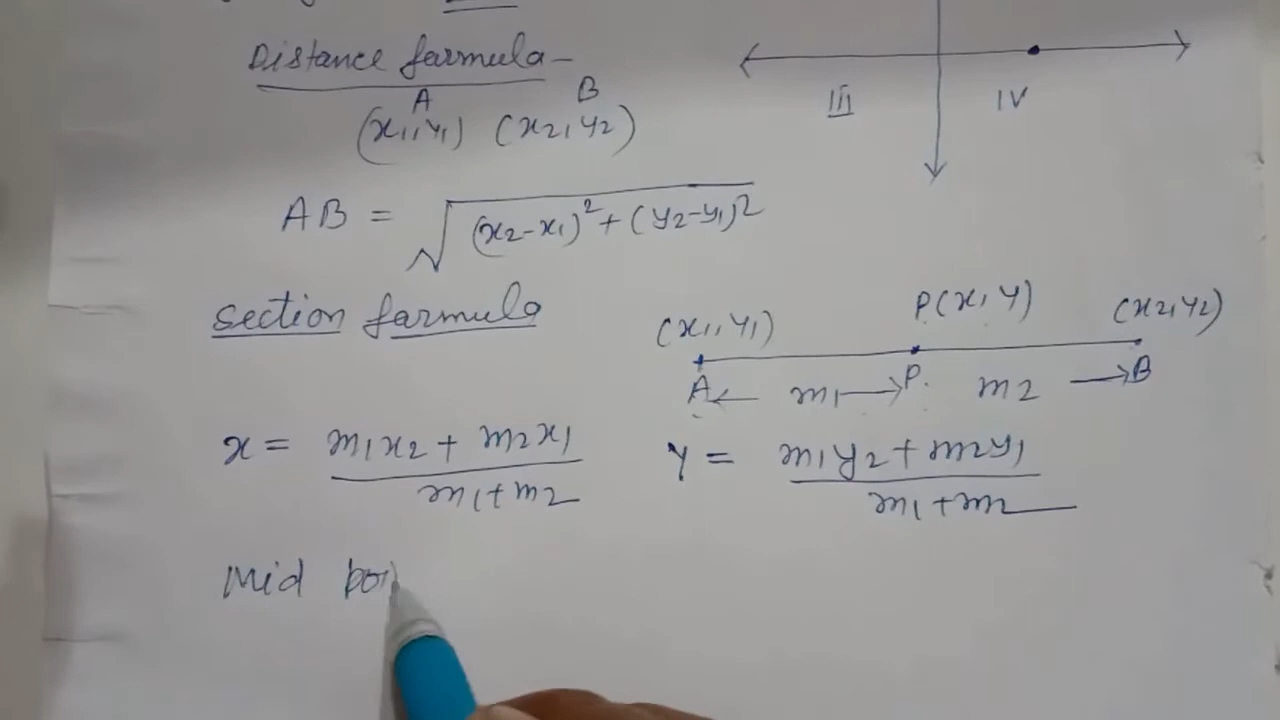 Distance farmula-
A B
(x1, y1) (x2, y2)
III IV
AB = √(x2-x1)² + (y2-y1)²
section farmula
(x1, y1) P(x, y) (x2, y2)
A ← m1 → P. m2 → B
x = m1x2 + m2x1 / m1+m2
y = m1y2 + m2y1 / m1+m2
Mid poi